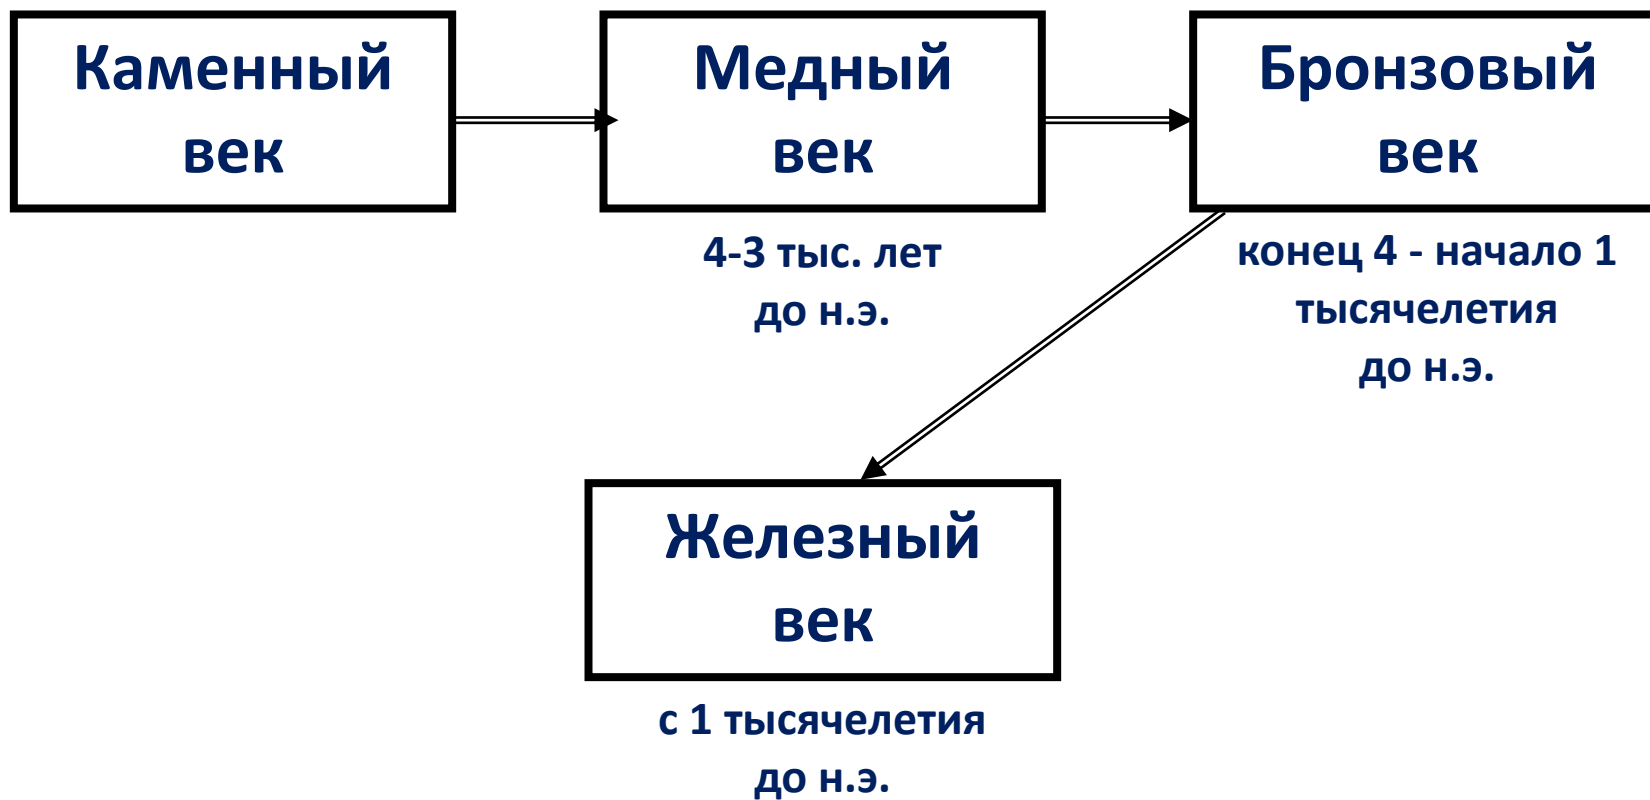 Каменный
век
Медный
век
Бронзовый
век
4-3 тыс. лет
до н.э.
конец 4 - начало 1
тысячелетия
до н.э.
Железный
век
с 1 тысячелетия
до н.э.